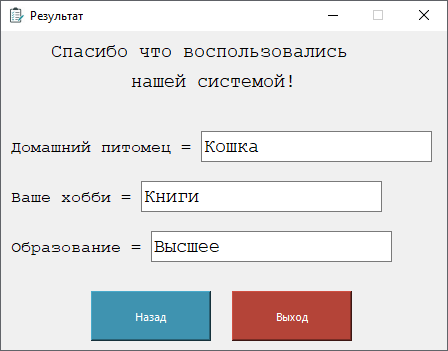 Результат
Спасибо что воспользовались
нашей системой!
Домашний питомец = Кошка
Ваше хобби = Книги
Образование = Высшее
Назад Выход